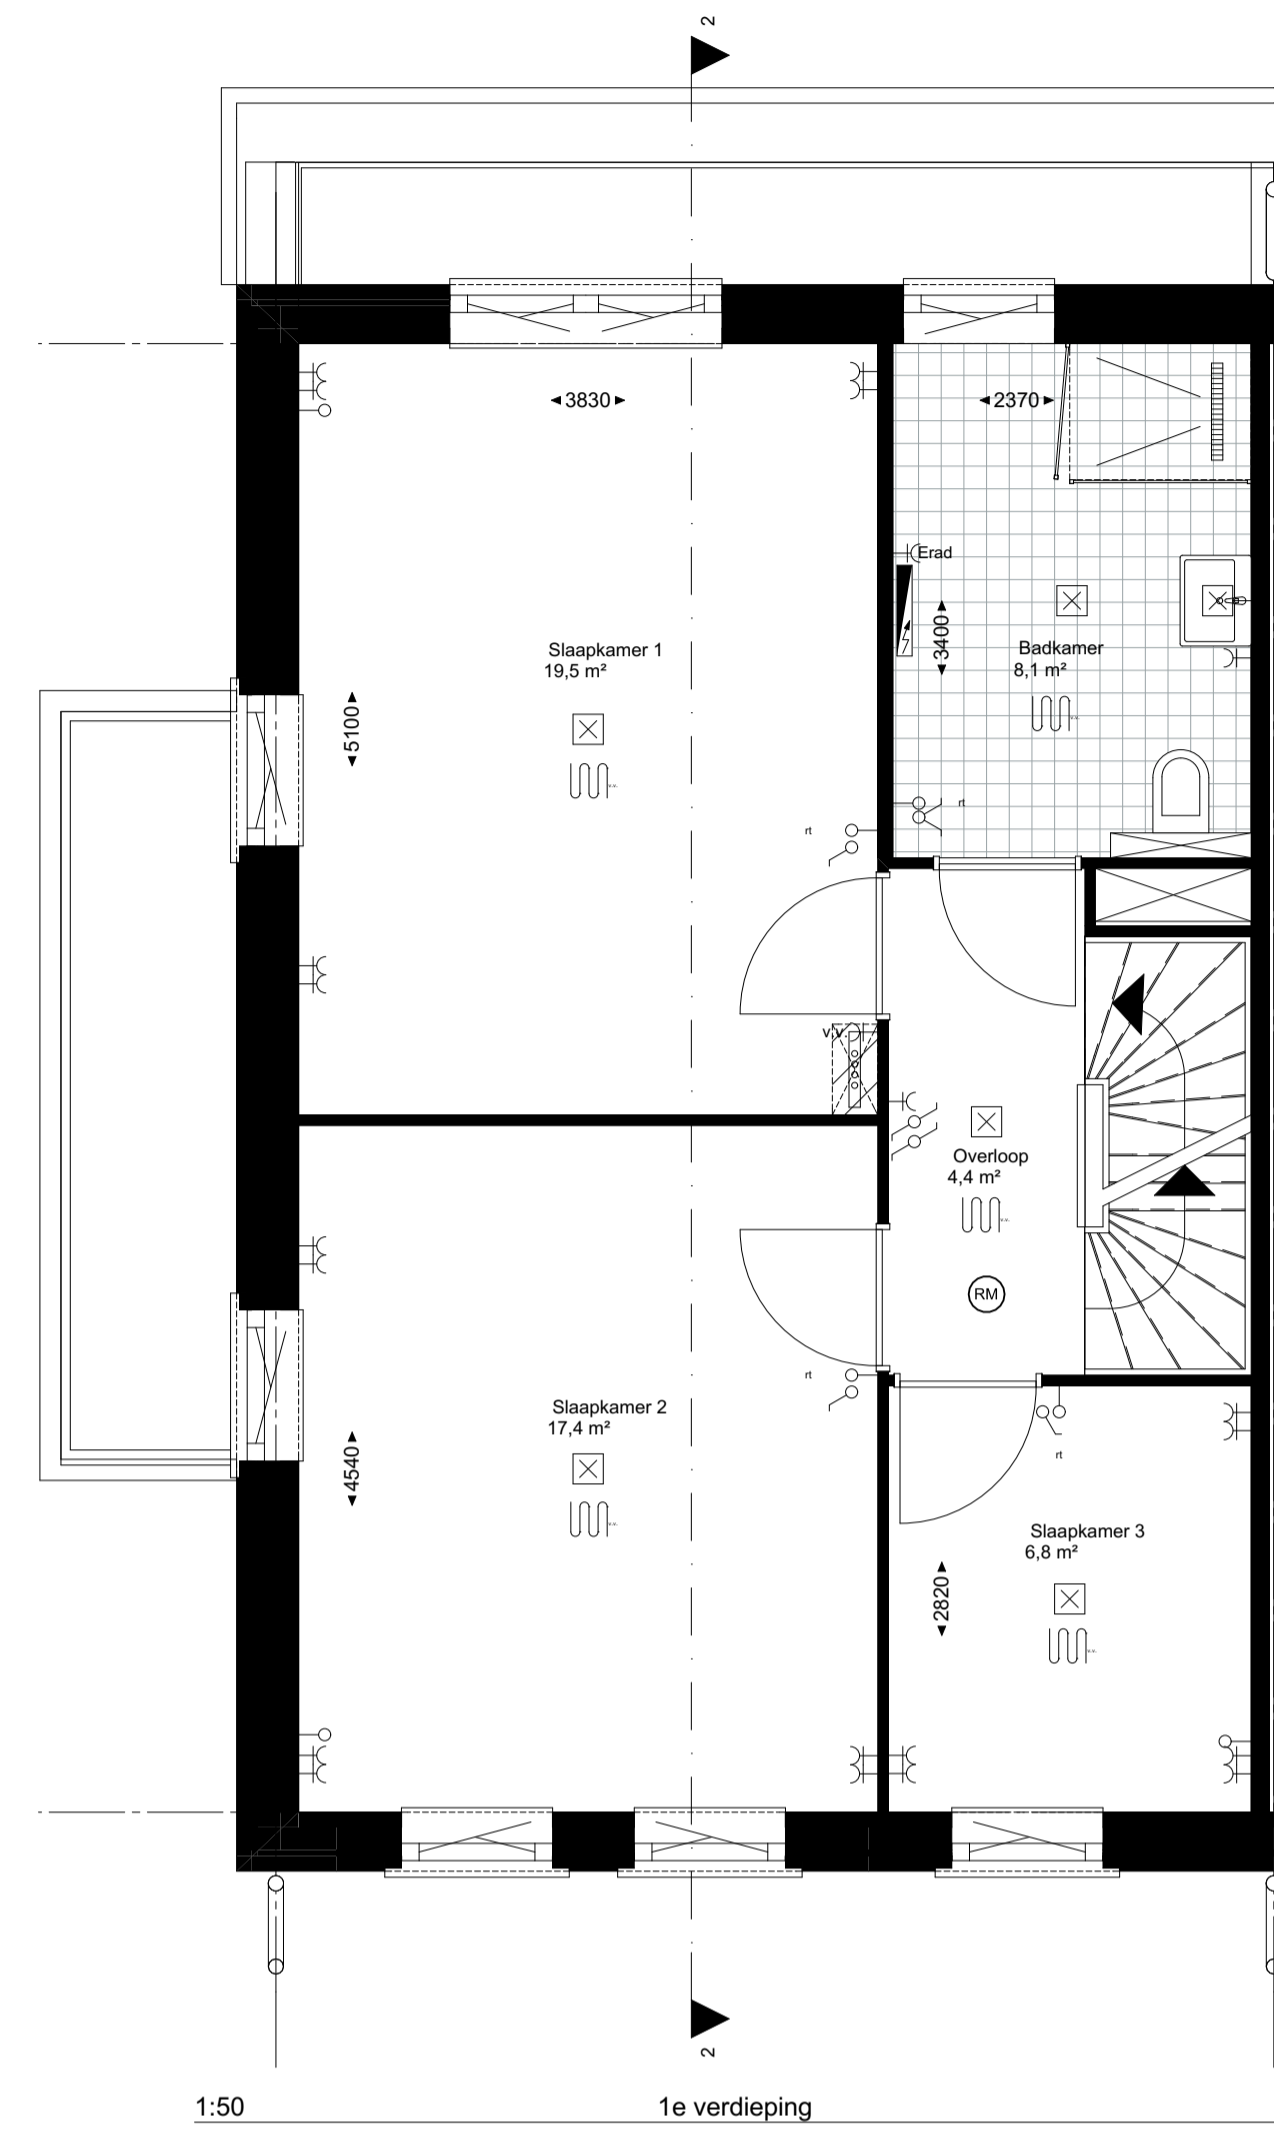 2
3830
2370
Erad
3400
Slaapkamer 1
19,5 m²
Badkamer
8,1 m²
v.v.
5100
v.v.
rt
rt
v.v.
Overloop
4,4 m²
v.v.
RM
rt
Slaapkamer 2
17,4 m²
4540
v.v.
rt
Slaapkamer 3
6,8 m²
2820
v.v.
2
1:50
1e verdieping